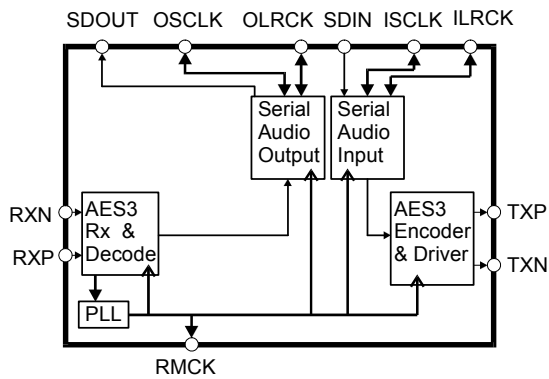 SDOUT OSCLK OLRCK SDIN ISCLK ILRCK
Serial
Audio
Output
Serial
Audio
Input
RXN
RXP
AES3
Rx &
Decode
AES3
Encoder
& Driver
TXP
TXN
PLL
RMCK